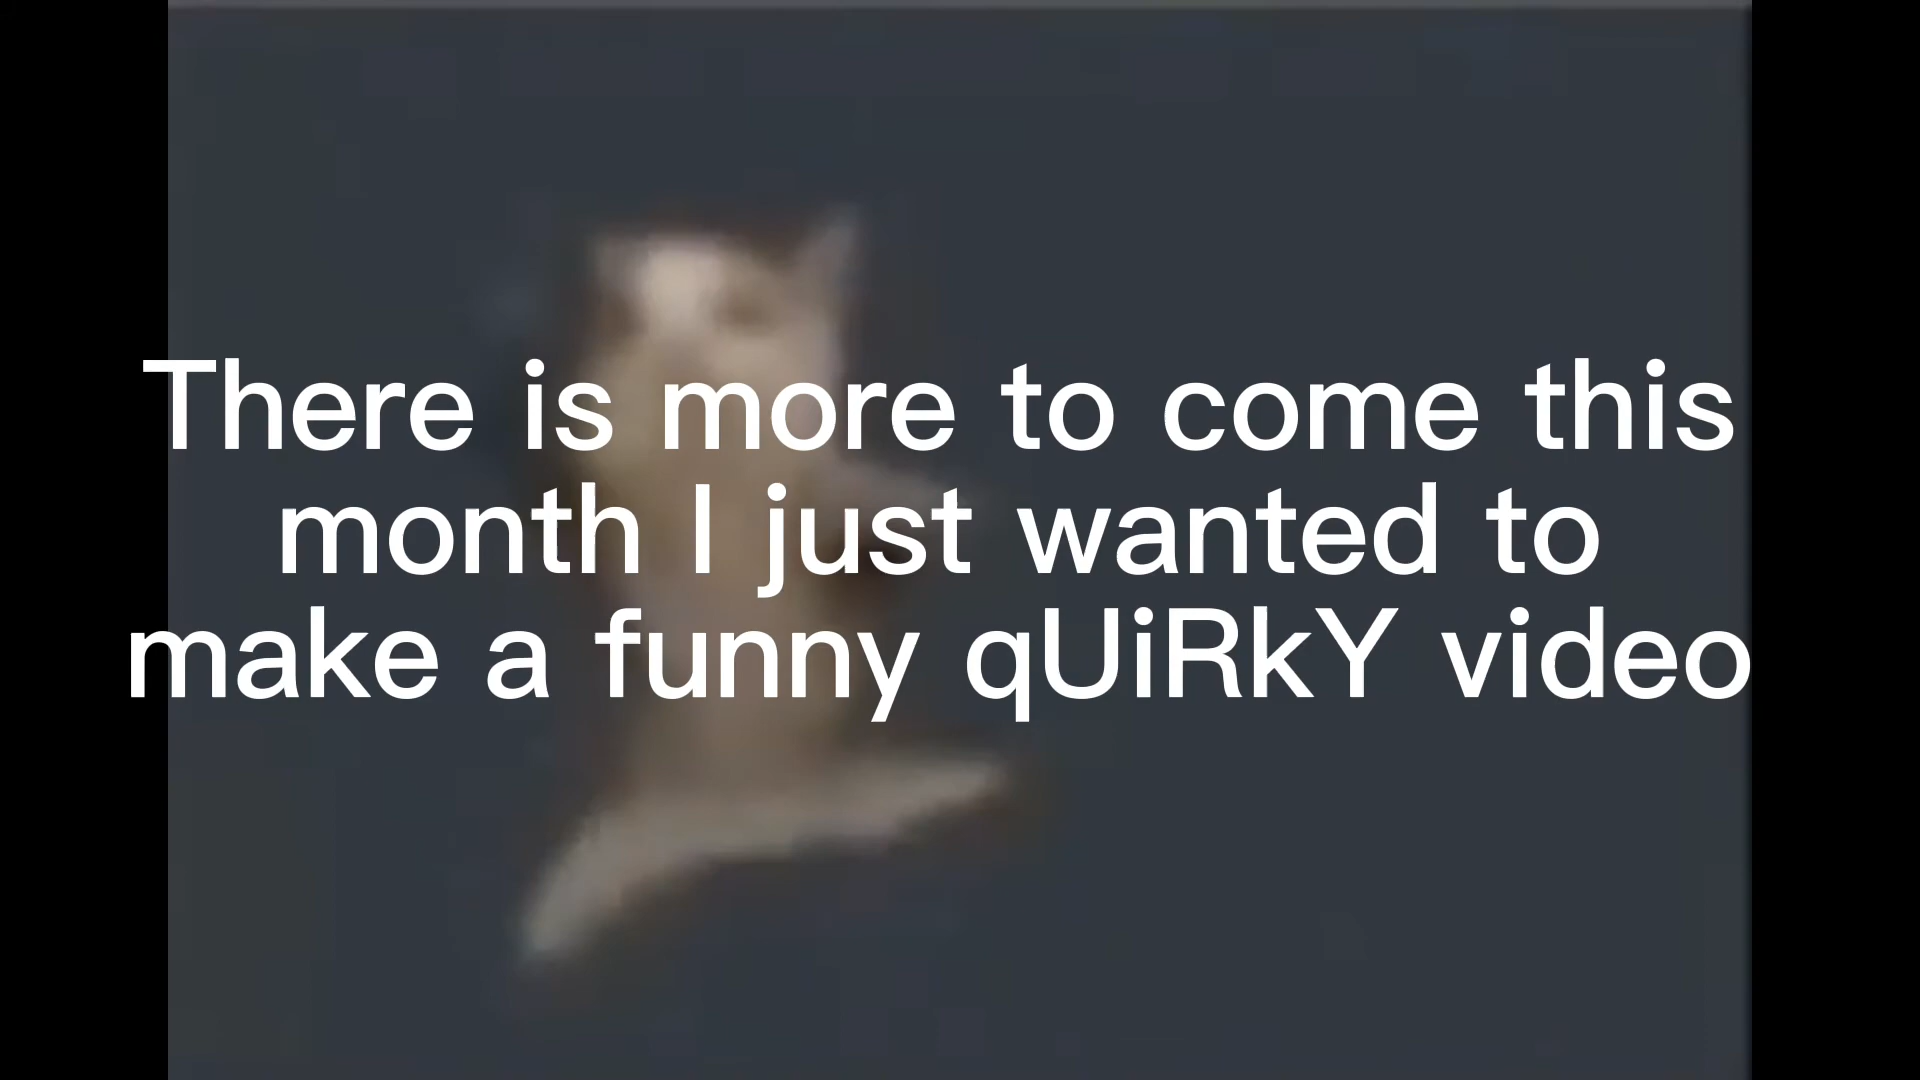 There is more to come this
month I just wanted to
make a funny qUiRkY video